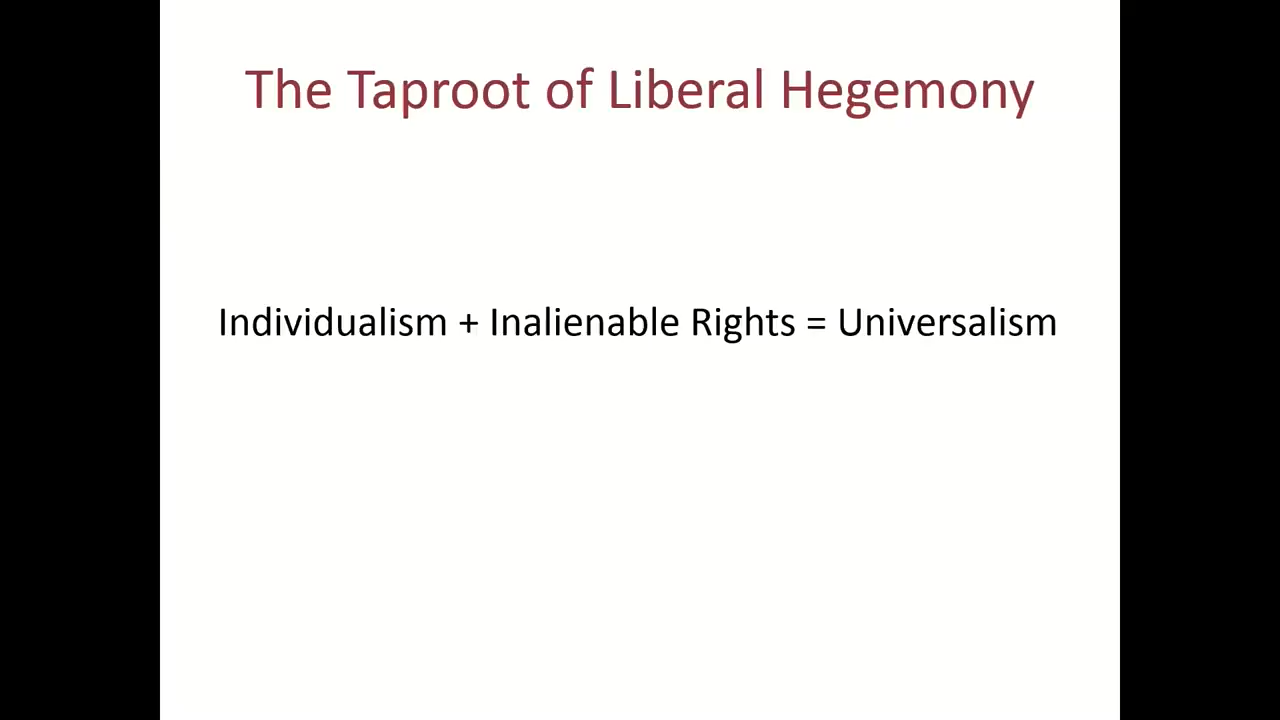 The Taproot of Liberal Hegemony
Individualism + Inalienable Rights = Universalism